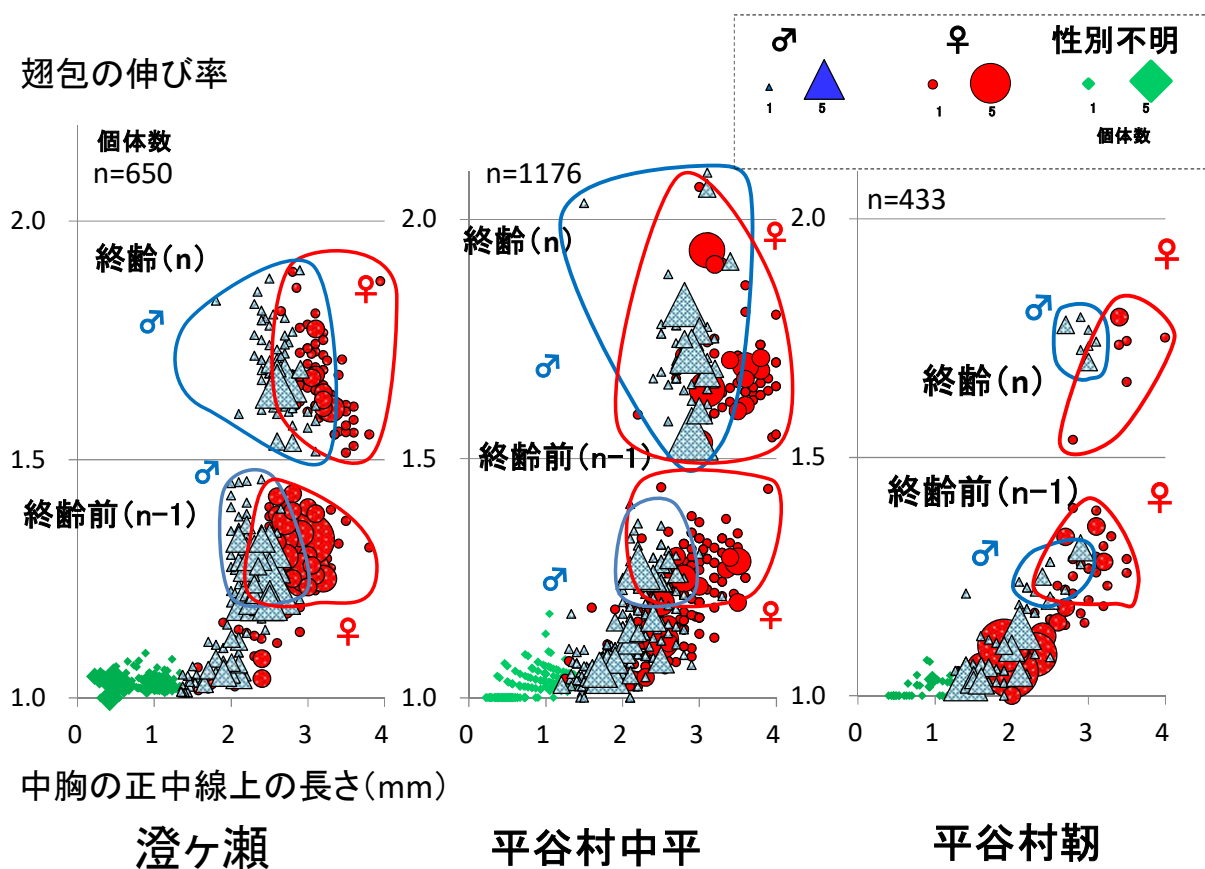 ♂ ♀ 性別不明
1 5 1 5 1 5
個体数
翅包の伸び率
個体数
n=650
n=1176
n=433
2.0
2.0
2.0
終齢(n)
♂
♀
終齢(n)
♂
♀
♂
♀
終齢(n)
1.5
1.5
1.5
♂
終齢前(n-1)
♀
終齢前(n-1)
♂
♀
終齢前(n-1)
♂
♀
1.0
1.0
1.0
0 1 2 3 4
0 1 2 3 4
0 1 2 3 4
中胸の正中線上の長さ(mm)
澄ヶ瀬
平谷村中平
平谷村靭